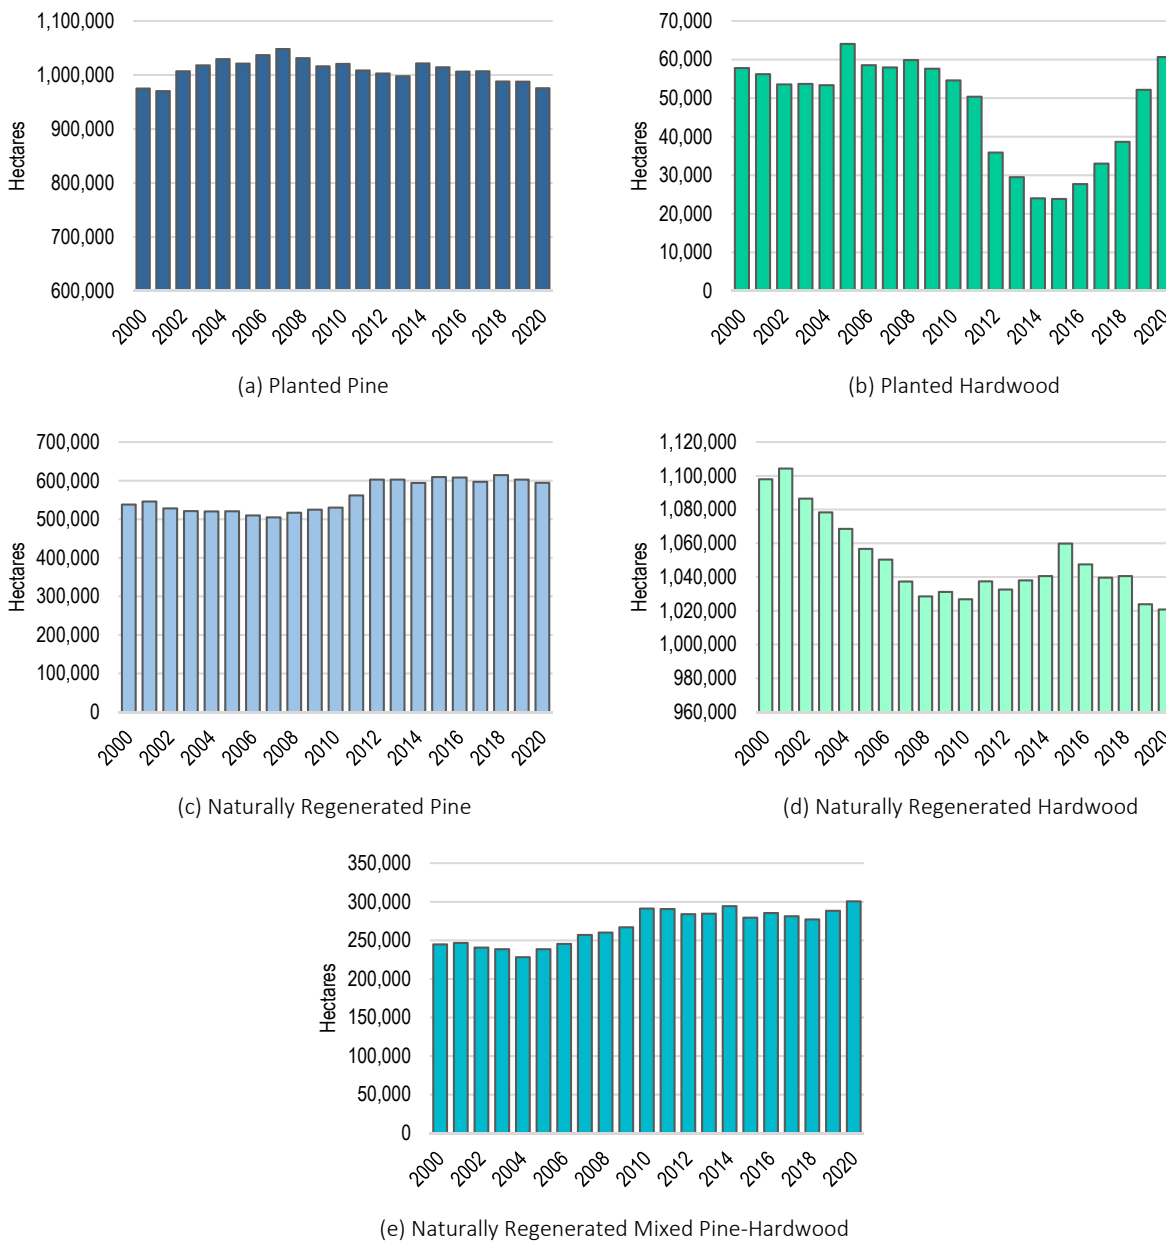 1,100,000
1,000,000
900,000
800,000
700,000
600,000
Hectares
2000 2002 2004 2006 2008 2010 2012 2014 2016 2018 2020
(a) Planted Pine
70,000
60,000
50,000
40,000
30,000
20,000
10,000
0
Hectares
2000 2002 2004 2006 2008 2010 2012 2014 2016 2018 2020
(b) Planted Hardwood
700,000
600,000
500,000
400,000
300,000
200,000
100,000
0
Hectares
2000 2002 2004 2006 2008 2010 2012 2014 2016 2018 2020
(c) Naturally Regenerated Pine
1,120,000
1,100,000
1,080,000
1,060,000
1,040,000
1,020,000
1,000,000
980,000
960,000
Hectares
2000 2002 2004 2006 2008 2010 2012 2014 2016 2018 2020
(d) Naturally Regenerated Hardwood
350,000
300,000
250,000
200,000
150,000
100,000
50,000
0
Hectares
2000 2002 2004 2006 2008 2010 2012 2014 2016 2018 2020
(e) Naturally Regenerated Mixed Pine-Hardwood